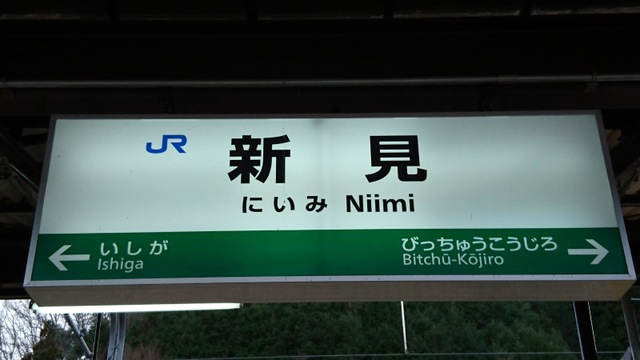 JR 新見
にいみ Niimi
いしが びっちゅうこうじろ
Ishiga Bitchū-Kōjiro